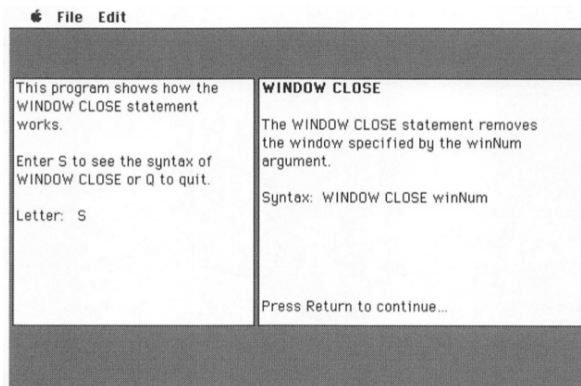 File Edit
This program shows how the
WINDOW CLOSE statement
works.
Enter S to see the syntax of
WINDOW CLOSE or Q to quit.
Letter: S
WINDOW CLOSE
The WINDOW CLOSE statement removes
the window specified by the winNum
argument.
Syntax: WINDOW CLOSE winNum
Press Return to continue...